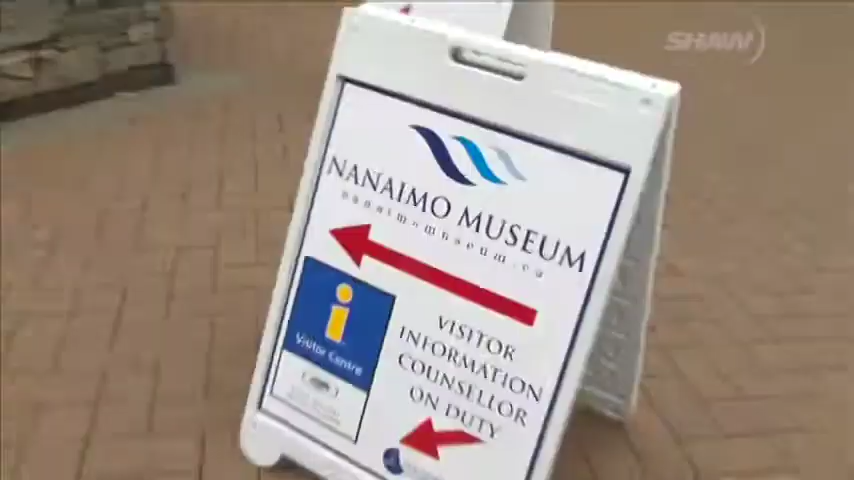 SHAW)
NANAIMO MUSEUM
nanaimomuseum.ca
VISITOR
INFORMATION
COUNSELLOR
ON DUTY
i
Visitor Centre